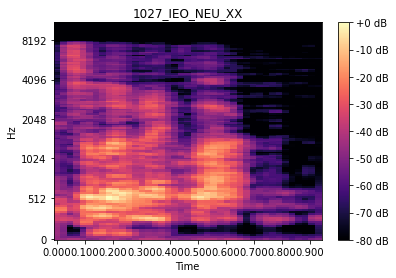 1027_IEO_NEU_XX
+0 dB
8192
-10 dB
4096
-20 dB
-30 dB
2048
Hz
-40 dB
1024
-50 dB
-60 dB
512
-70 dB
0
-80 dB
0.0000.1000.2000.3000.4000.5000.6000.7000.8000.900
Time